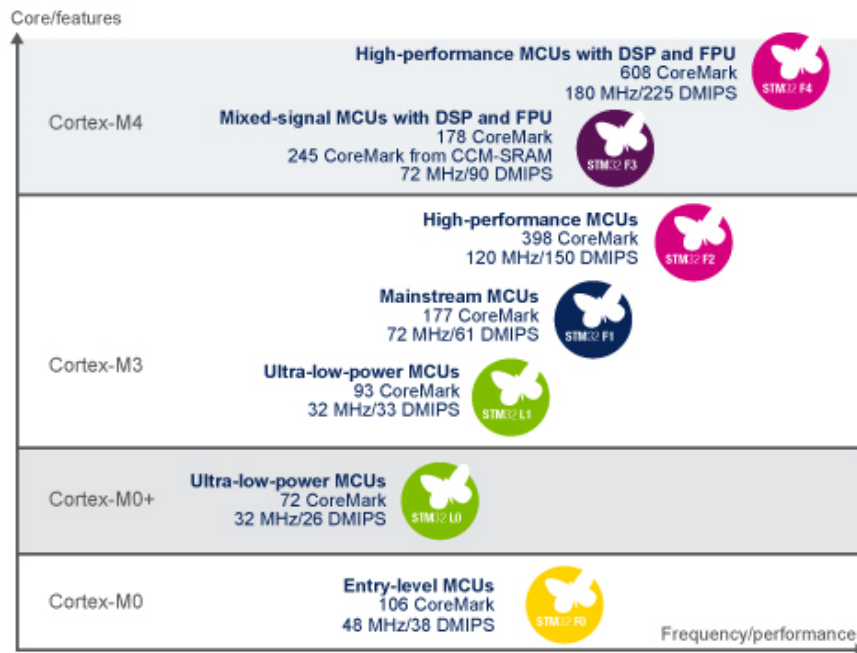 Core/features
High-performance MCUs with DSP and FPU
608 CoreMark
180 MHz/225 DMIPS
STM32 F4
Cortex-M4
Mixed-signal MCUs with DSP and FPU
178 CoreMark
245 CoreMark from CCM-SRAM
72 MHz/90 DMIPS
STM32 F3
High-performance MCUs
398 CoreMark
120 MHz/150 DMIPS
STM32 F2
Mainstream MCUs
177 CoreMark
72 MHz/61 DMIPS
STM32 F1
Cortex-M3
Ultra-low-power MCUs
93 CoreMark
32 MHz/33 DMIPS
STM32 L1
Cortex-M0+
Ultra-low-power MCUs
72 CoreMark
32 MHz/26 DMIPS
STM32 L0
Cortex-M0
Entry-level MCUs
106 CoreMark
48 MHz/38 DMIPS
STM32 F0
Frequency/performance